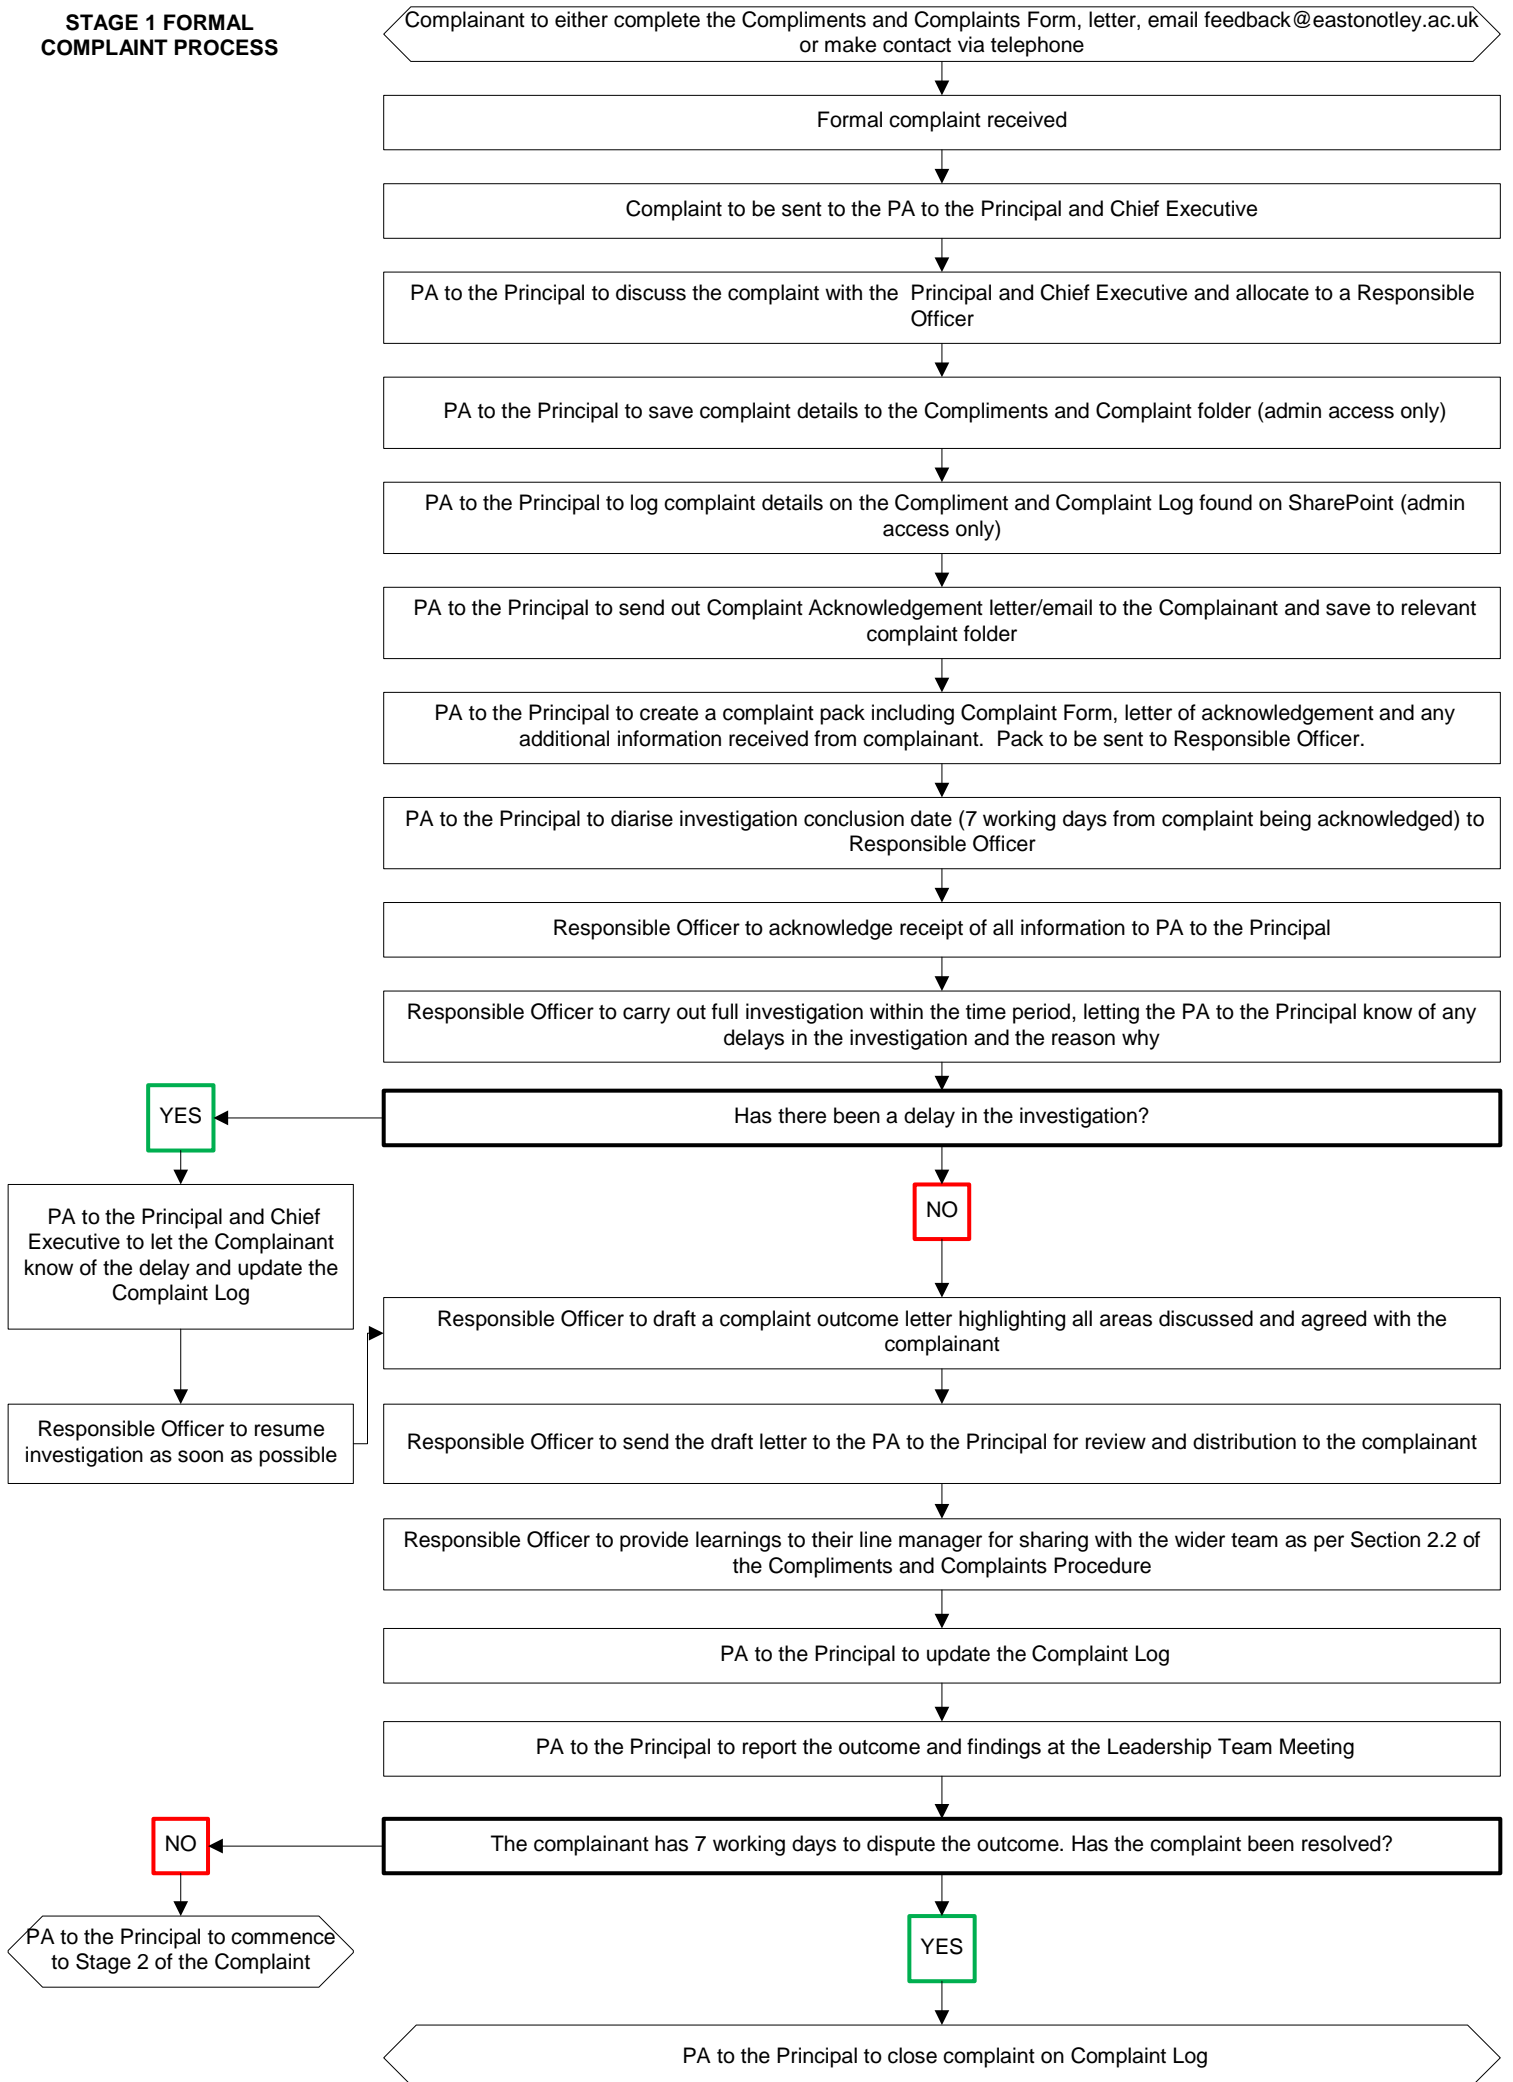 STAGE 1 FORMAL
COMPLAINT PROCESS
Complainant to either complete the Compliments and Complaints Form, letter, email feedback@eastonotley.ac.uk
or make contact via telephone
Formal complaint received
Complaint to be sent to the PA to the Principal and Chief Executive
PA to the Principal to discuss the complaint with the  Principal and Chief Executive and allocate to a Responsible
Officer
PA to the Principal to save complaint details to the Compliments and Complaint folder (admin access only)
PA to the Principal to log complaint details on the Compliment and Complaint Log found on SharePoint (admin
access only)
PA to the Principal to send out Complaint Acknowledgement letter/email to the Complainant and save to relevant
complaint folder
PA to the Principal to create a complaint pack including Complaint Form, letter of acknowledgement and any
additional information received from complainant.  Pack to be sent to Responsible Officer.
PA to the Principal to diarise investigation conclusion date (7 working days from complaint being acknowledged) to
Responsible Officer
Responsible Officer to acknowledge receipt of all information to PA to the Principal
Responsible Officer to carry out full investigation within the time period, letting the PA to the Principal know of any
delays in the investigation and the reason why
Has there been a delay in the investigation?
YES
PA to the Principal and Chief
Executive to let the Complainant
know of the delay and update the
Complaint Log
Responsible Officer to resume
investigation as soon as possible
NO
Responsible Officer to draft a complaint outcome letter highlighting all areas discussed and agreed with the
complainant
Responsible Officer to send the draft letter to the PA to the Principal for review and distribution to the complainant
Responsible Officer to provide learnings to their line manager for sharing with the wider team as per Section 2.2 of
the Compliments and Complaints Procedure
PA to the Principal to update the Complaint Log
PA to the Principal to report the outcome and findings at the Leadership Team Meeting
The complainant has 7 working days to dispute the outcome. Has the complaint been resolved?
NO
PA to the Principal to commence
to Stage 2 of the Complaint
YES
PA to the Principal to close complaint on Complaint Log